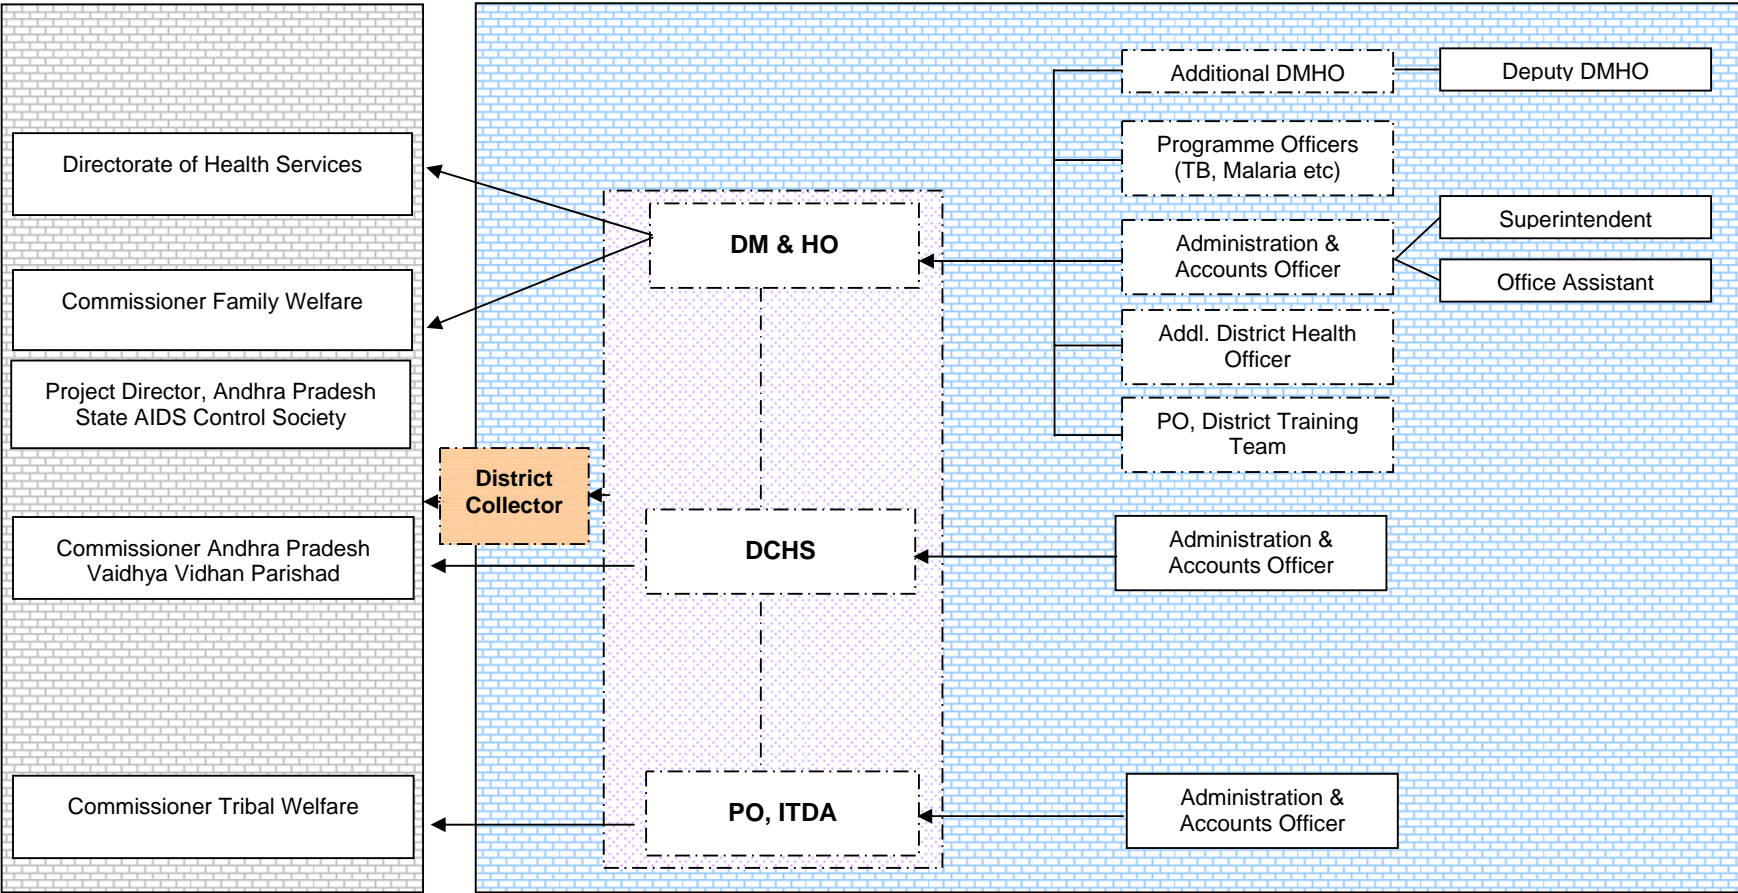 Directorate of Health Services
Commissioner Family Welfare
Project Director, Andhra Pradesh
State AIDS Control Society
Commissioner Andhra Pradesh
Vaidhya Vidhan Parishad
Commissioner Tribal Welfare
District
Collector
DM & HO
DCHS
PO, ITDA
Additional DMHO
Programme Officers
(TB, Malaria etc)
Administration &
Accounts Officer
Addl. District Health
Officer
PO, District Training
Team
Administration &
Accounts Officer
Administration &
Accounts Officer
Deputy DMHO
Superintendent
Office Assistant